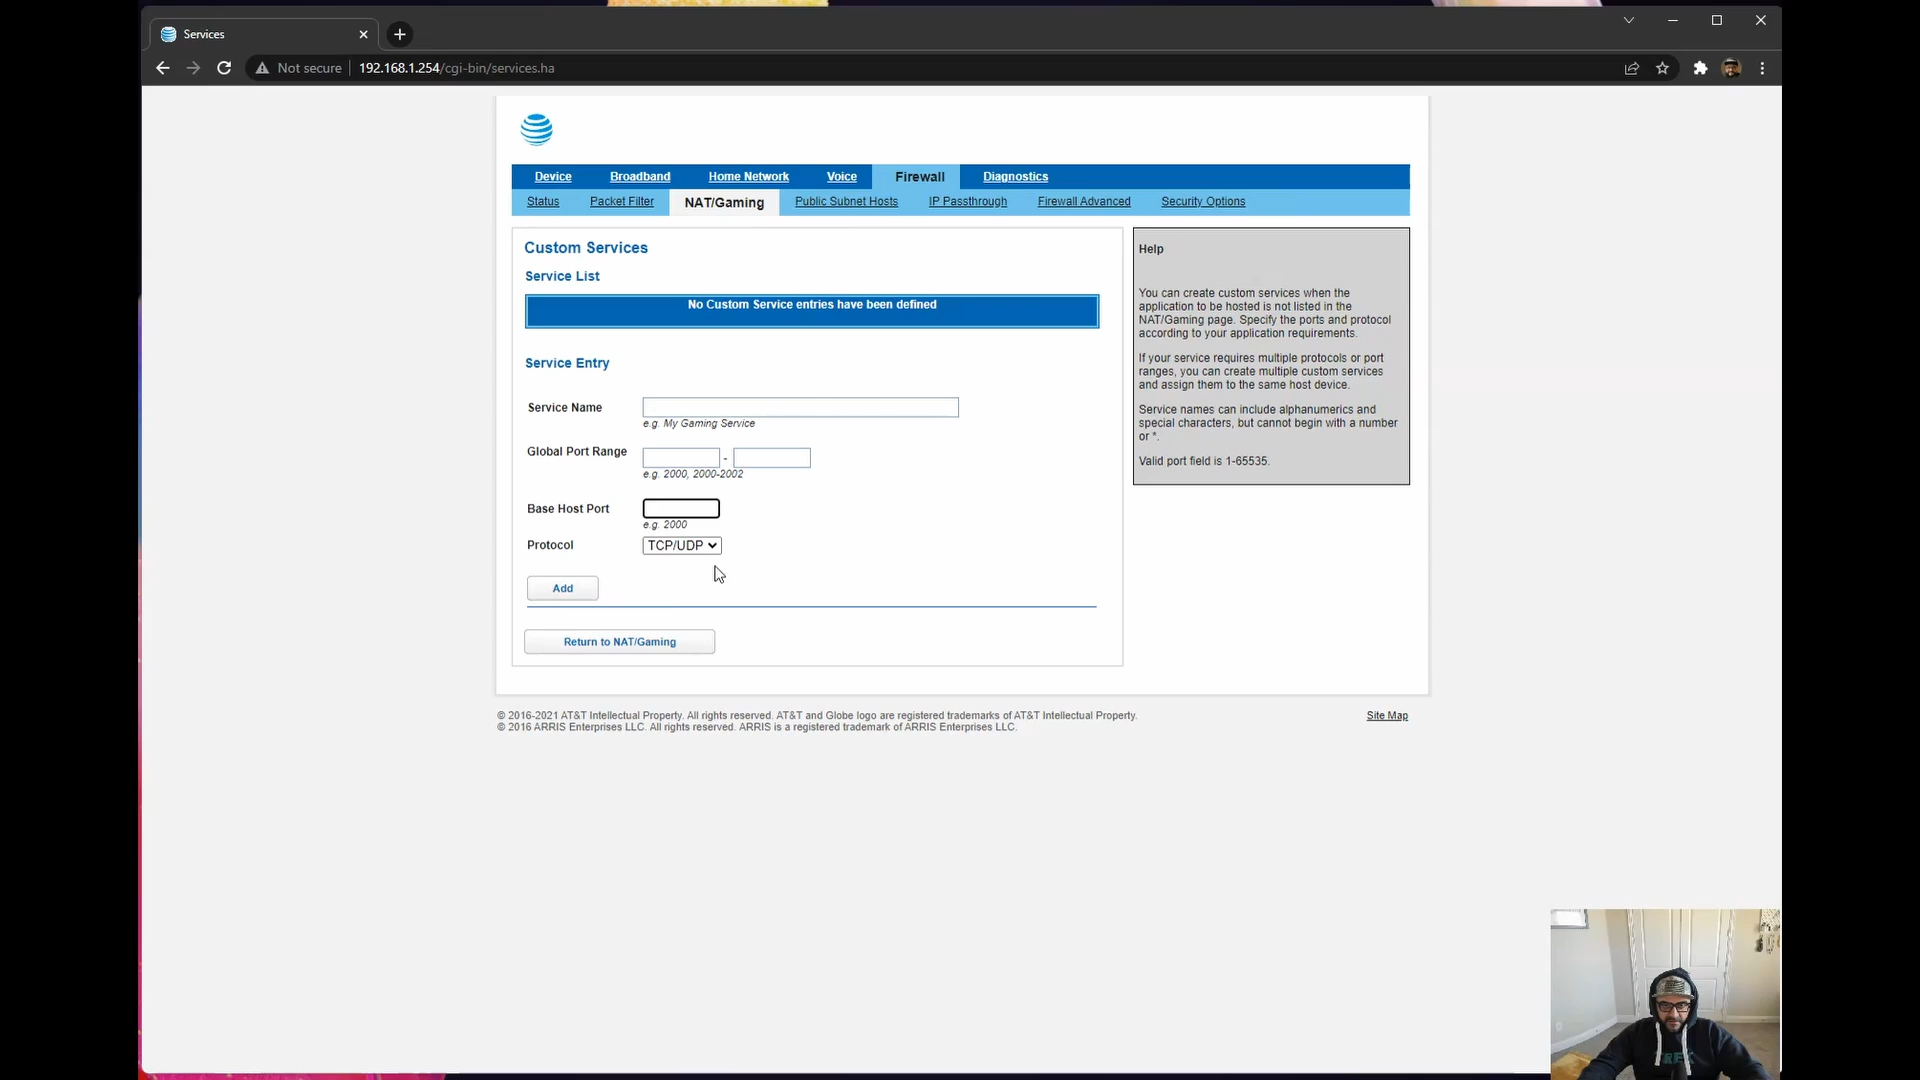 Services
Not secure
192.168.1.254/cgi-bin/services.ha
Device Broadband Home Network Voice Firewall Diagnostics
Status Packet Filter NAT/Gaming Public Subnet Hosts IP Passthrough Firewall Advanced Security Options
Custom Services
Service List
No Custom Service entries have been defined
Service Entry
Service Name
e.g. My Gaming Service
Global Port Range
-
e.g. 2000, 2000-2002
Base Host Port
e.g. 2000
Protocol TCP/UDP
Add
Return to NAT/Gaming
Help
You can create custom services when the
application to be hosted is not listed in the
NAT/Gaming page. Specify the ports and protocol
according to your application requirements.
If your service requires multiple protocols or port
ranges, you can create multiple custom services
and assign them to the same host device.
Service names can include alphanumerics and
special characters, but cannot begin with a number
or *.
Valid port field is 1-65535.
© 2016-2021 AT&T Intellectual Property. All rights reserved. AT&T and Globe logo are registered trademarks of AT&T Intellectual Property.
© 2016 ARRIS Enterprises LLC. All rights reserved. ARRIS is a registered trademark of ARRIS Enterprises LLC.
Site Map